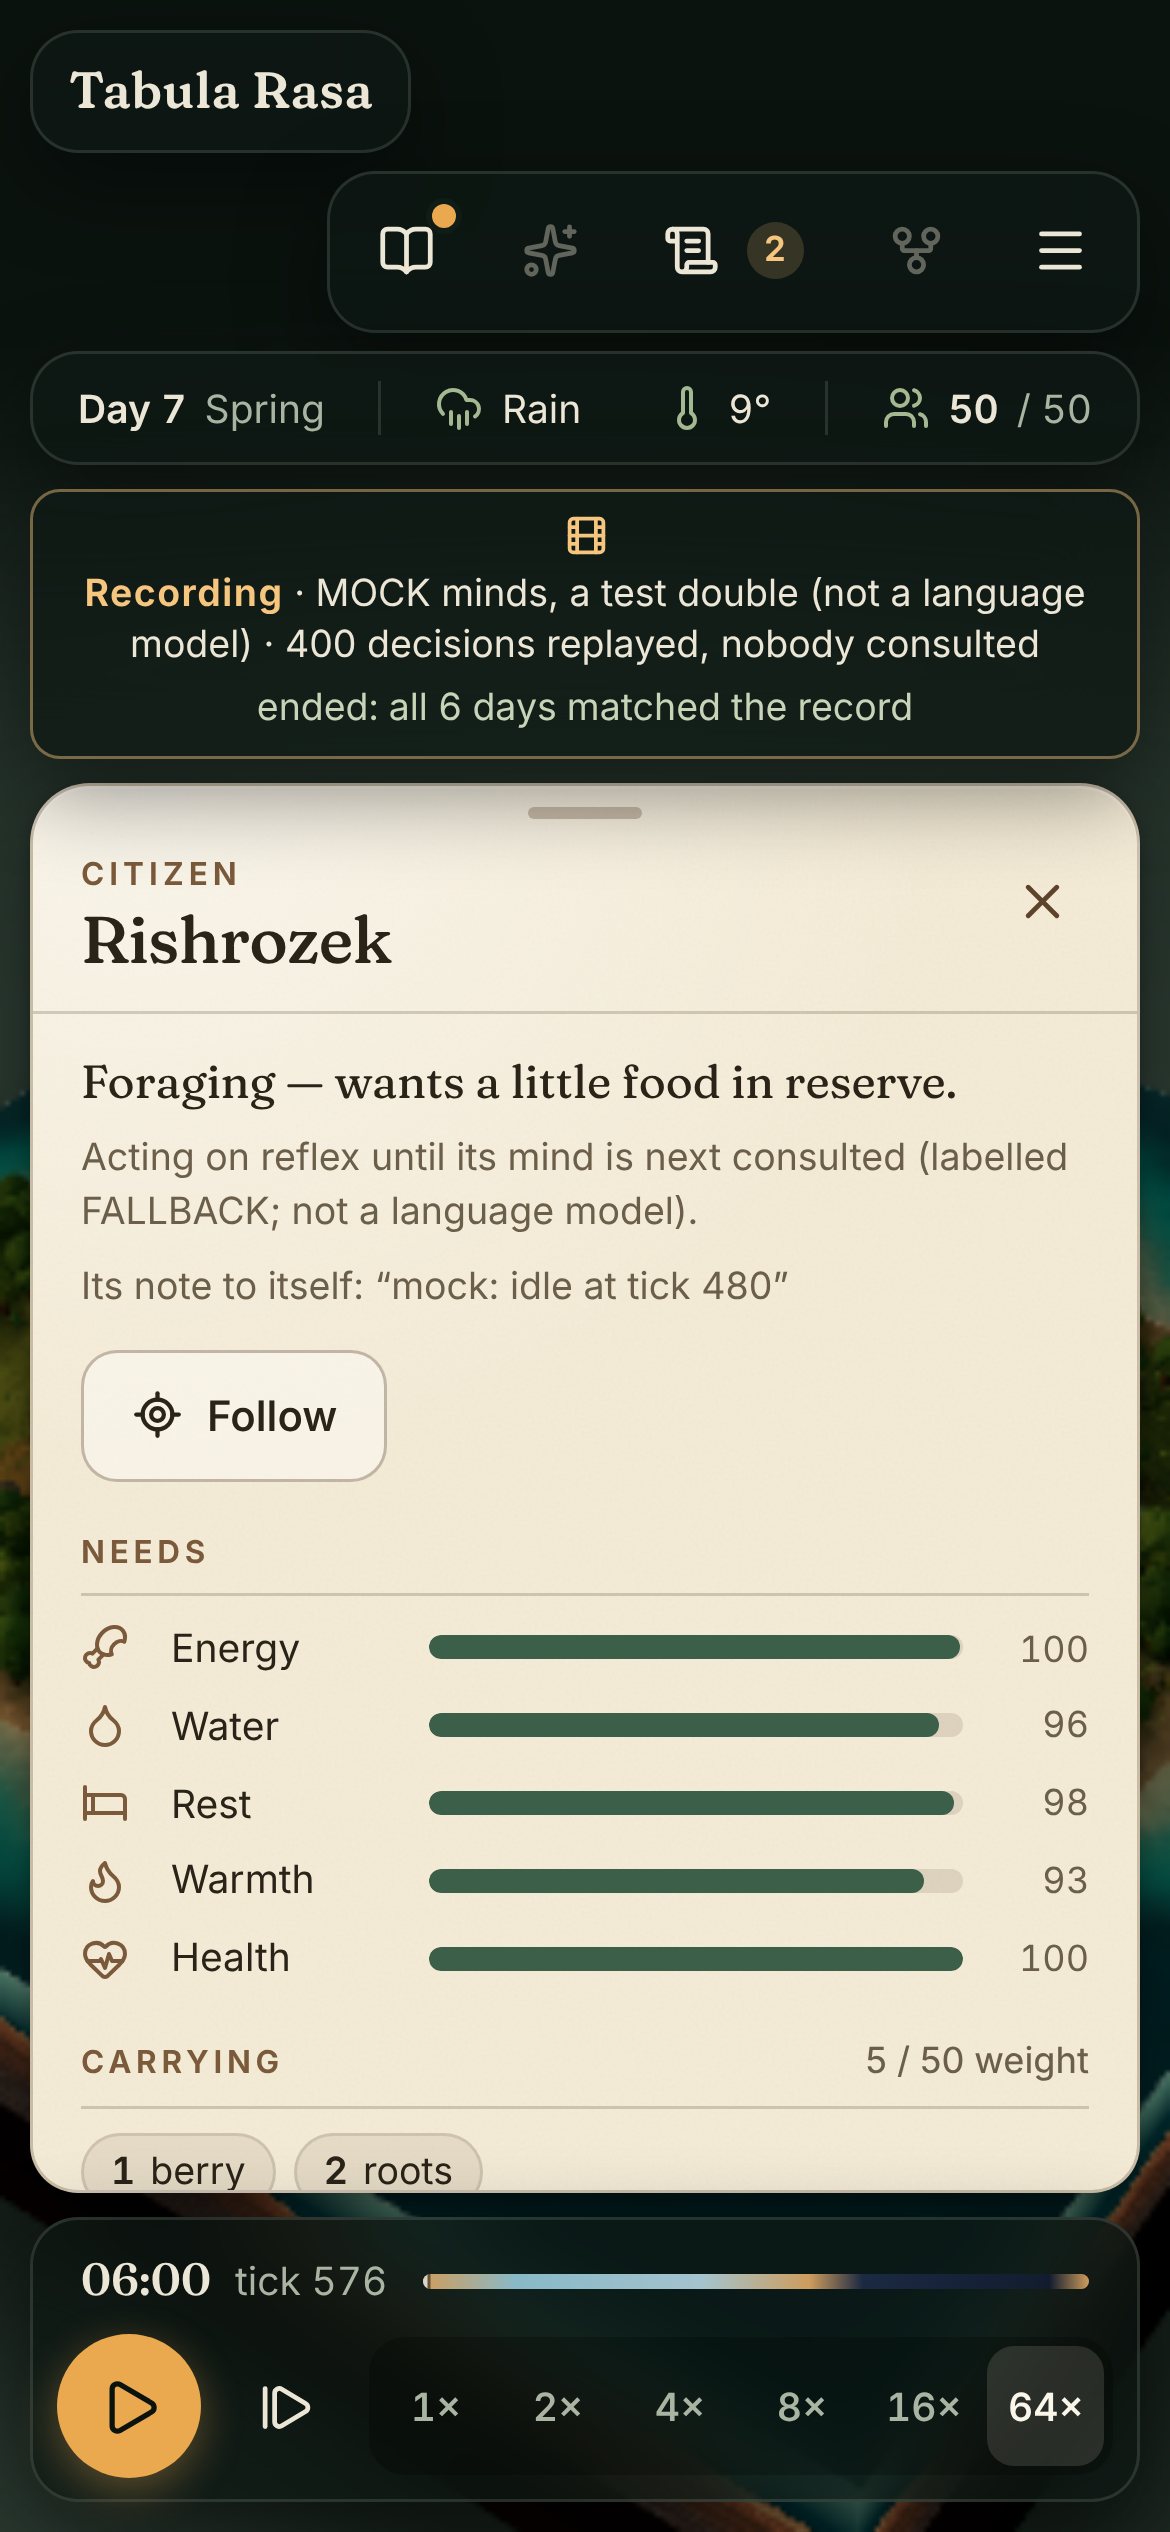 Tabula Rasa
2
Day 7 Spring Rain 9° 50 / 50
Recording · MOCK minds, a test double (not a language
model) · 400 decisions replayed, nobody consulted
ended: all 6 days matched the record
CITIZEN
Rishrozek
Foraging — wants a little food in reserve.
Acting on reflex until its mind is next consulted (labelled
FALLBACK; not a language model).
Its note to itself: “mock: idle at tick 480”
Follow
NEEDS
Energy 100
Water 96
Rest 98
Warmth 93
Health 100
CARRYING 5 / 50 weight
1 berry 2 roots
06:00 tick 576
1× 2× 4× 8× 16× 64×